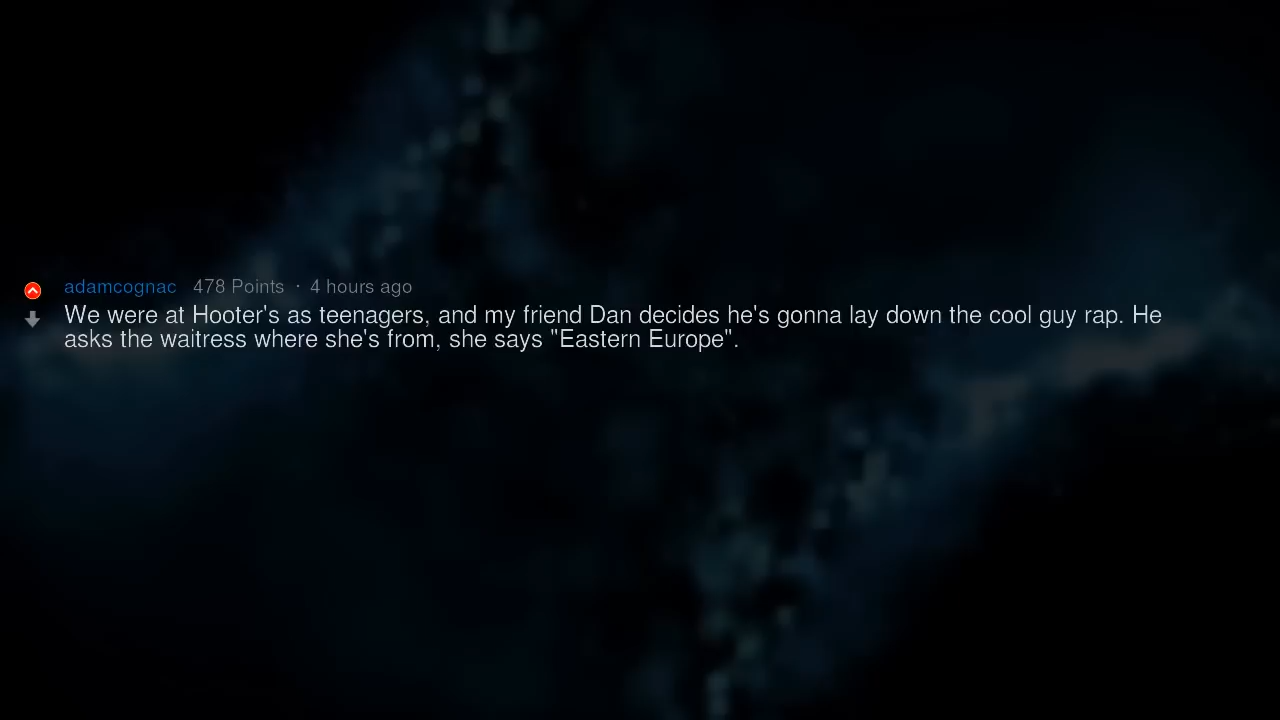 adamcognac 478 Points · 4 hours ago
We were at Hooter's as teenagers, and my friend Dan decides he's gonna lay down the cool guy rap. He
asks the waitress where she's from, she says "Eastern Europe".